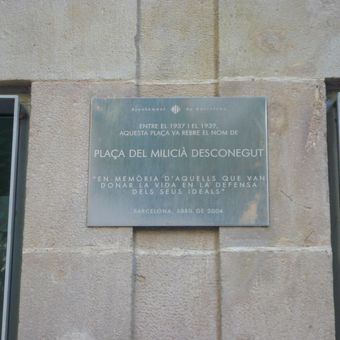 Ajuntament de Barcelona
ENTRE EL 1937 I EL 1939,
AQUESTA PLAÇA VA REBRE EL NOM DE
PLAÇA DEL MILICIÀ DESCONEGUT
"EN MEMÒRIA D'AQUELLS QUE VAN
DONAR LA VIDA EN LA DEFENSA
DELS SEUS IDEALS"
BARCELONA, ABRIL DE 2004